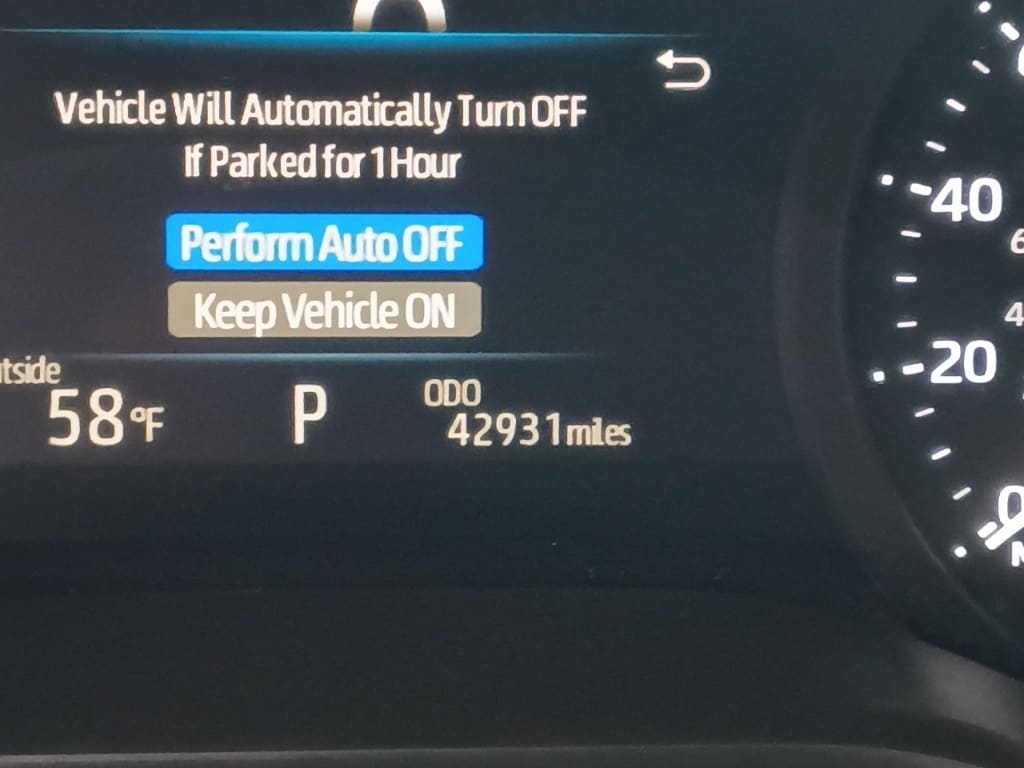 Vehicle Will Automatically Turn OFF
If Parked for 1 Hour
Perform Auto OFF
Keep Vehicle ON
58°F
P
ODO
42931 miles
40
20
0